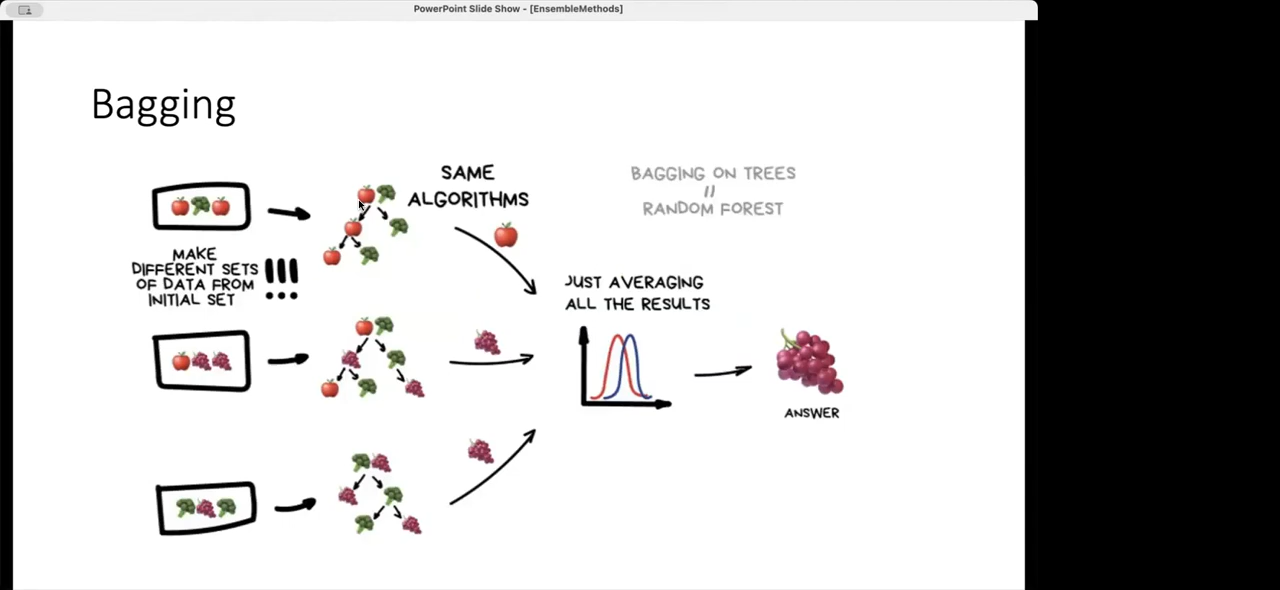 PowerPoint Slide Show - [EnsembleMethods]
Bagging
SAME
ALGORITHMS
BAGGING ON TREES
=
RANDOM FOREST
MAKE
DIFFERENT SETS
OF DATA FROM
INITIAL SET
!!!
JUST AVERAGING
ALL THE RESULTS
ANSWER